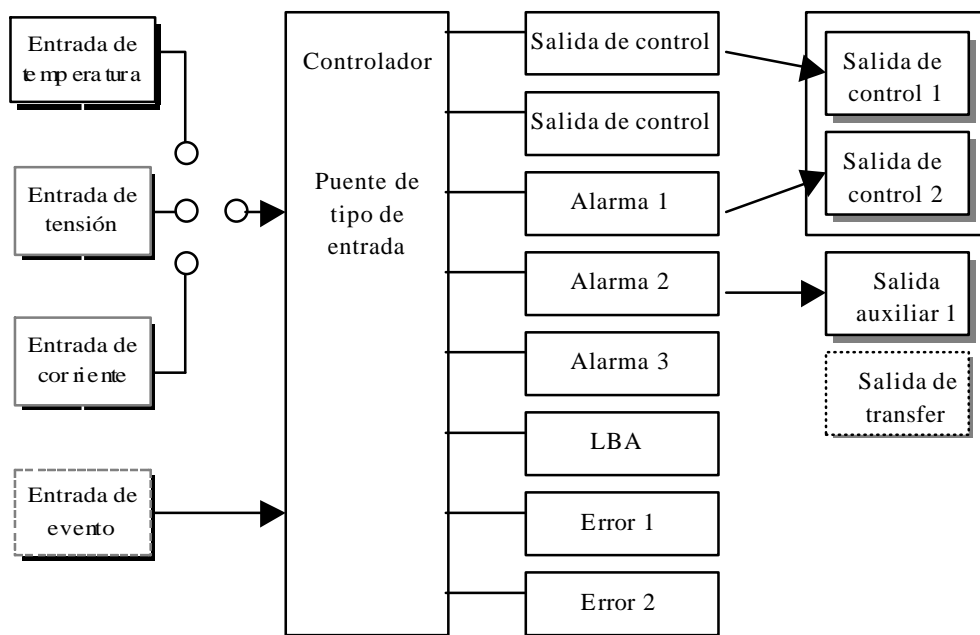 Entrada de
temperatura
Entrada de
tensión
Entrada de
corriente
Entrada de
evento
Controlador
Puente de
tipo de
entrada
Salida de control
Salida de control
Alarma 1
Alarma 2
Alarma 3
LBA
Error 1
Error 2
Salida de
control 1
Salida de
control 2
Salida
auxiliar 1
Salida de
transfer